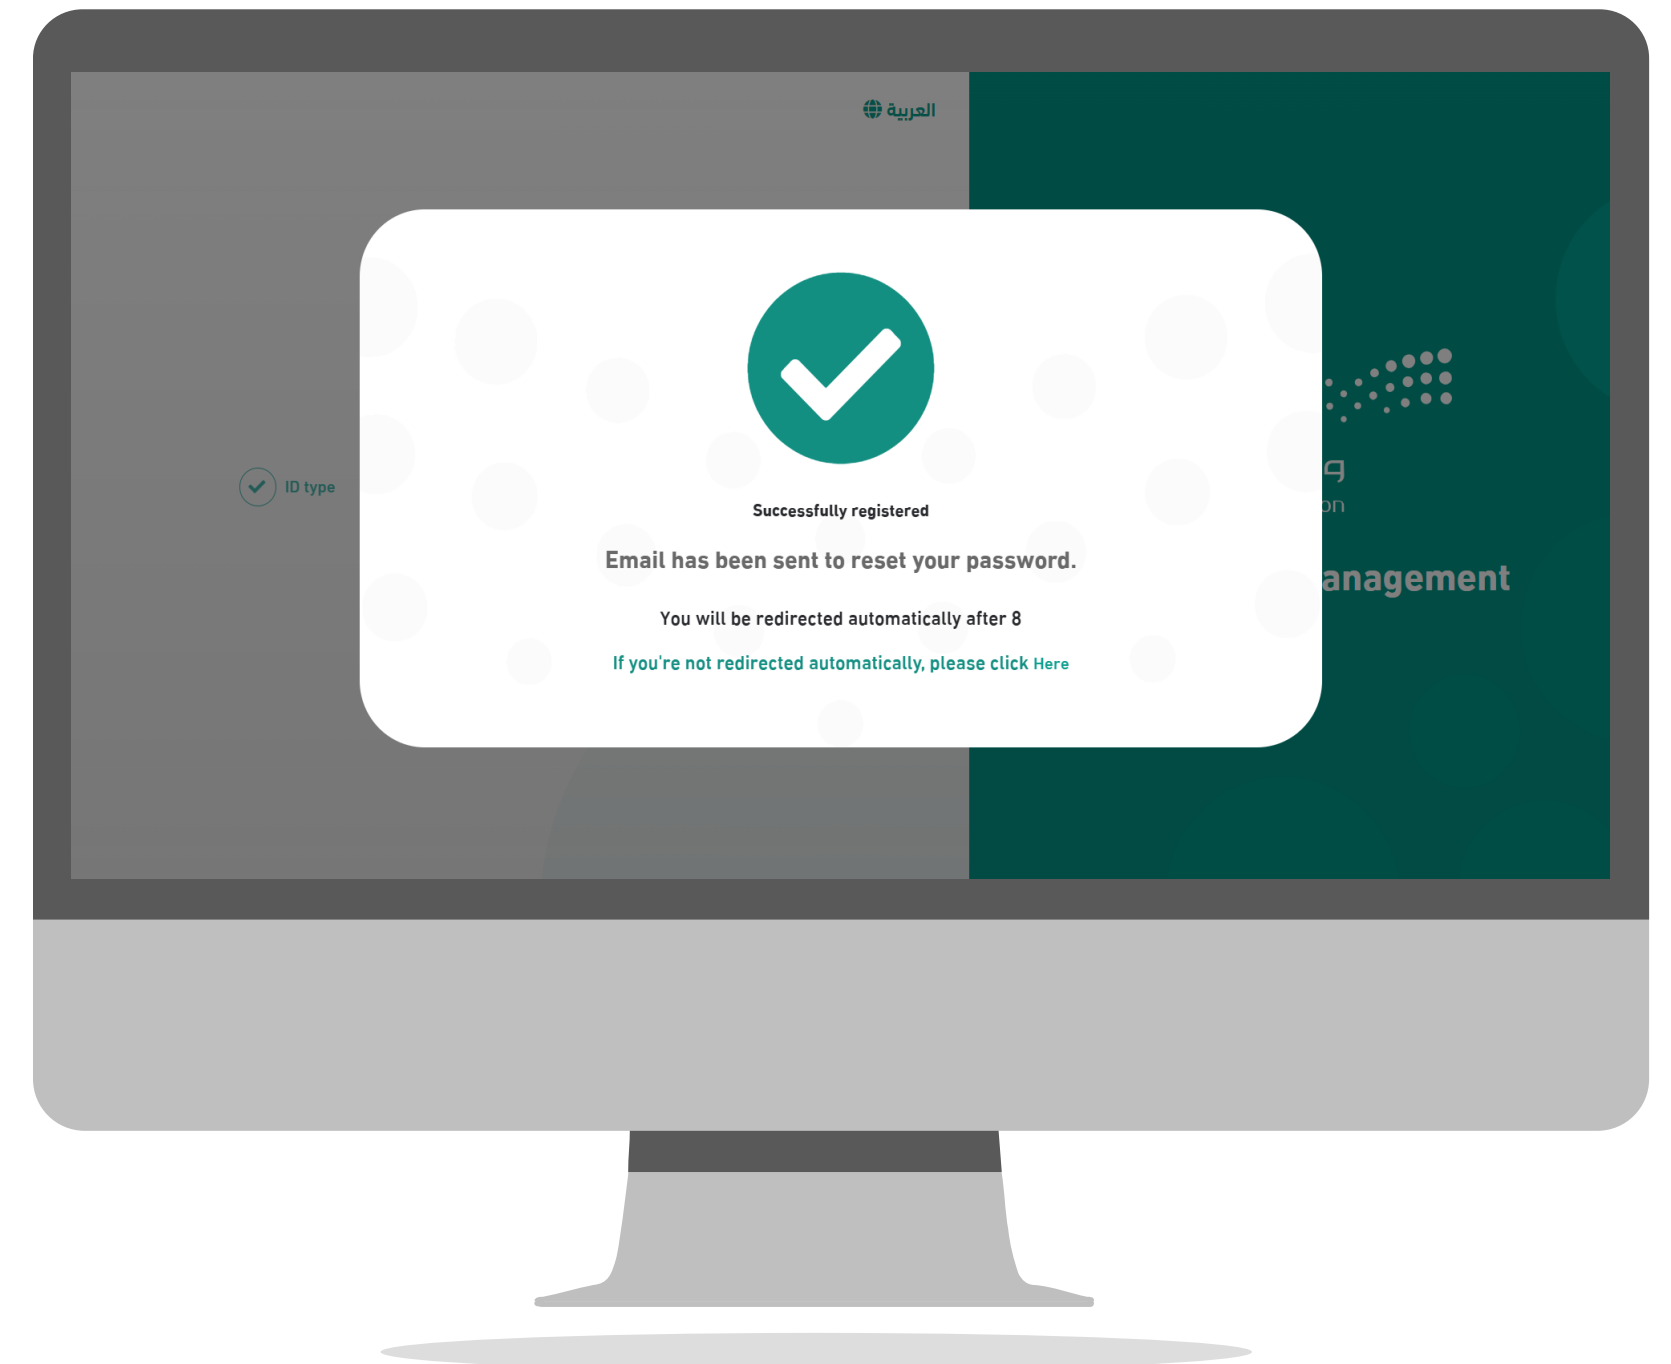 العربية
ID type
Successfully registered
Email has been sent to reset your password.
You will be redirected automatically after 8
If you're not redirected automatically, please click Here